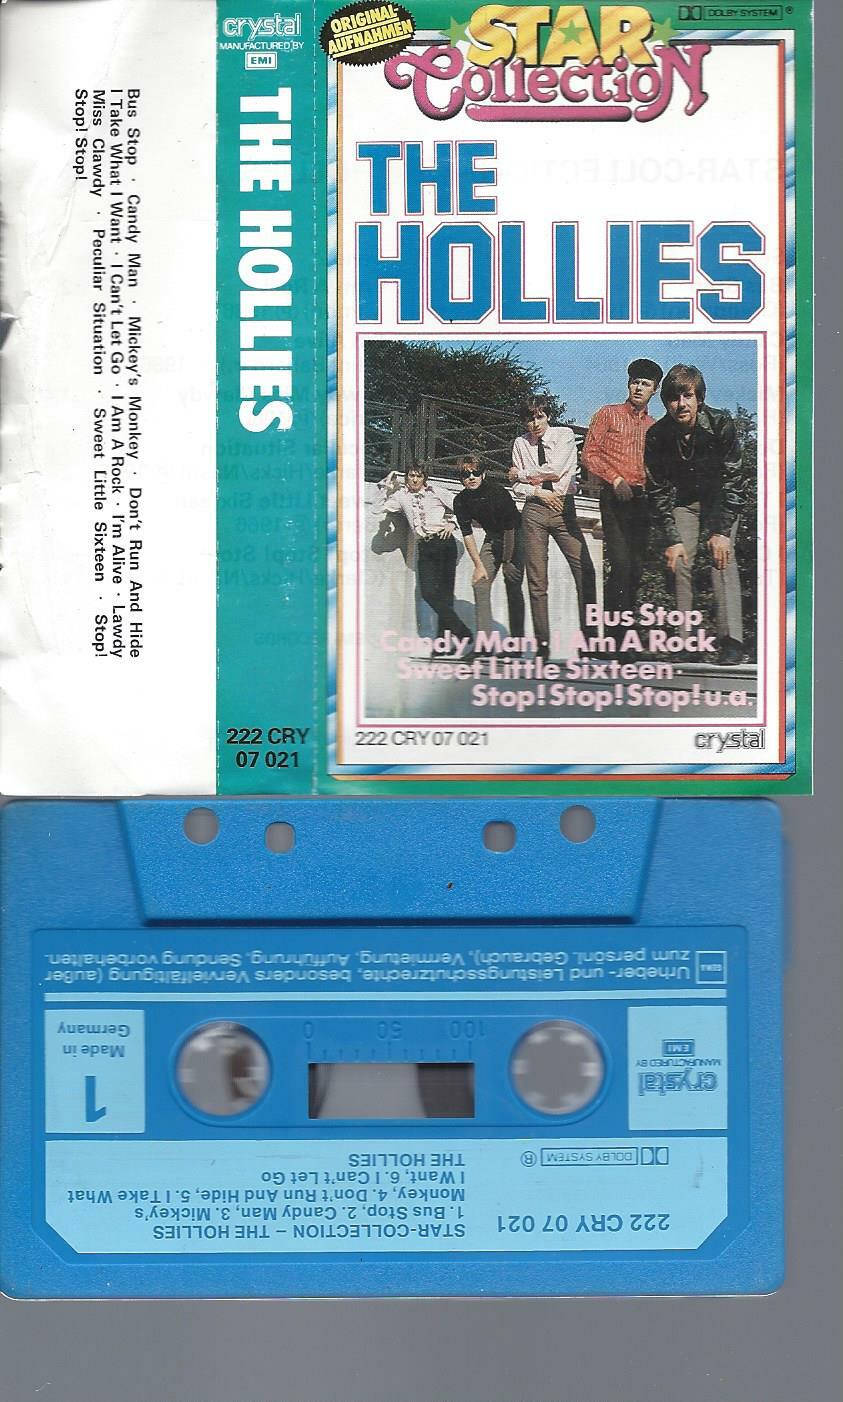 crystal
MANUFACTURED BY
EMI
THE HOLLIES
222 CRY
07 021
Bus Stop · Candy Man · Mickey's Monkey · Don't Run And Hide
I Take What I Want · I Can't Let Go · I Am A Rock · I'm Alive · Lawdy
Miss Clawdy · Peculiar Situation · Sweet Little Sixteen · Stop!
Stop! Stop!
ORIGINAL-
AUFNAHMEN
STAR
Collection
DOLBY SYSTEM ®
THE
HOLLIES
Bus Stop
Candy Man · I Am A Rock
Sweet Little Sixteen ·
Stop! Stop! Stop! u.a.
222 CRY 07 021
crystal
222 CRY 07 021
STAR-COLLECTION – THE HOLLIES
1. Bus Stop, 2. Candy Man, 3. Mickey's
Monkey, 4. Don't Run And Hide, 5. I Take What
I Want, 6. I Can't Let Go
THE HOLLIES
DOLBY SYSTEM ®
crystal
MANUFACTURED BY
EMI
100 50 0
1
Made in
Germany
GEMA
Urheber- und Leistungsschutzrechte, besonders Vervielfältigung (außer
zum persönl. Gebrauch), Vermietung, Aufführung, Sendung vorbehalten.